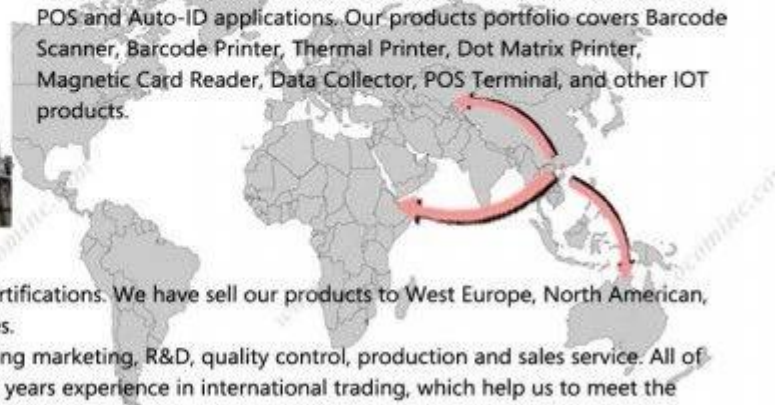 POS and Auto-ID applications. Our products portfolio covers Barcode
Scanner, Barcode Printer, Thermal Printer, Dot Matrix Printer,
Magnetic Card Reader, Data Collector, POS Terminal, and other IOT
products.
rtifications. We have sell our products to West Europe, North American,
s.
ng marketing, R&D, quality control, production and sales service. All of
years experience in international trading, which help us to meet the